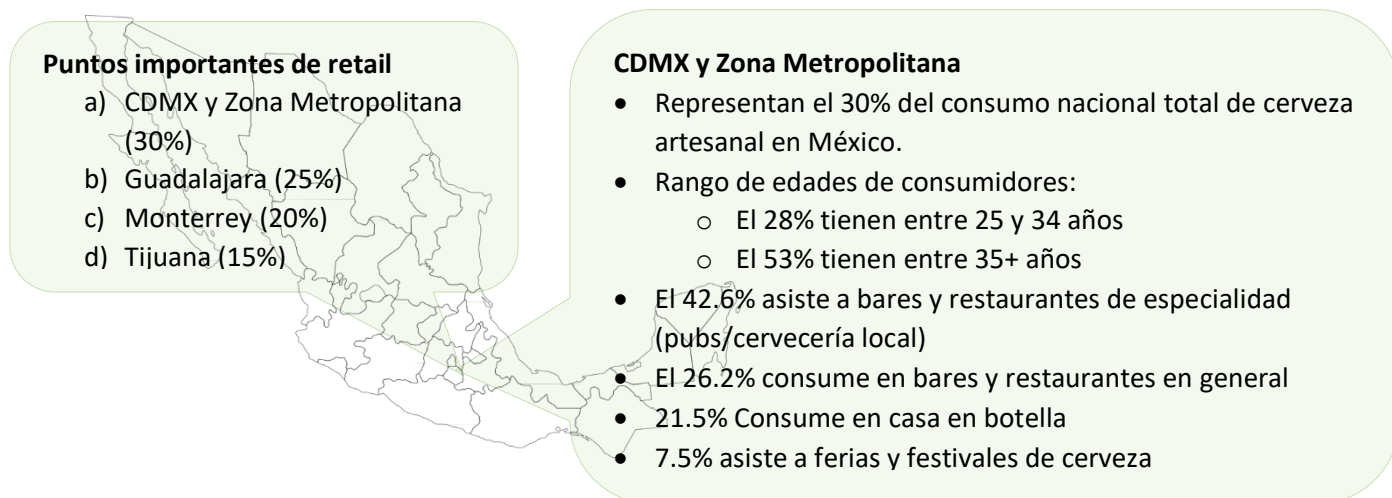 Puntos importantes de retail
a) CDMX y Zona Metropolitana
(30%)
b) Guadalajara (25%)
c) Monterrey (20%)
d) Tijuana (15%)
CDMX y Zona Metropolitana
• Representan el 30% del consumo nacional total de cerveza
artesanal en México.
• Rango de edades de consumidores:
o El 28% tienen entre 25 y 34 años
o El 53% tienen entre 35+ años
• El 42.6% asiste a bares y restaurantes de especialidad
(pubs/cervecería local)
• El 26.2% consume en bares y restaurantes en general
• 21.5% Consume en casa en botella
• 7.5% asiste a ferias y festivales de cerveza